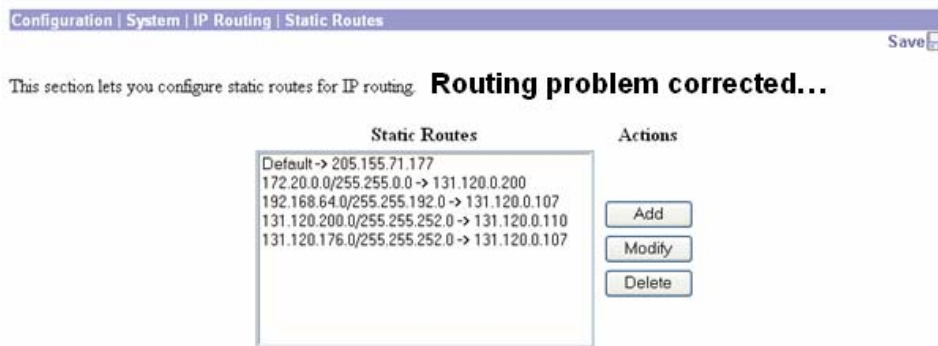 Configuration | System | IP Routing | Static Routes
Save
This section lets you configure static routes for IP routing. Routing problem corrected...
Static Routes
Actions
Default -> 205.155.71.177
172.20.0.0/255.255.0.0 -> 131.120.0.200
192.168.64.0/255.255.192.0 -> 131.120.0.107
131.120.200.0/255.255.252.0 -> 131.120.0.110
131.120.176.0/255.255.252.0 -> 131.120.0.107
Add
Modify
Delete